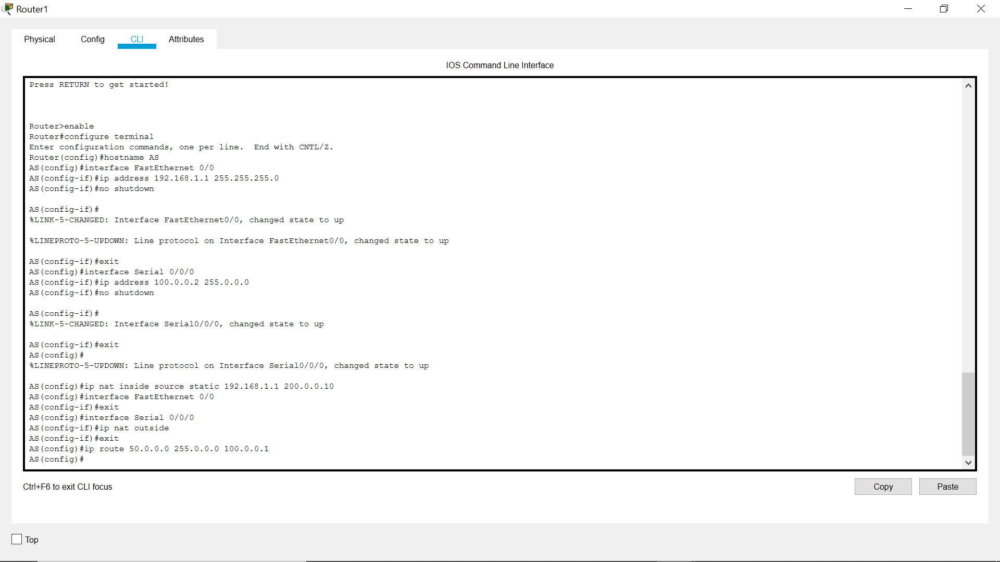 Router1
Physical Config CLI Attributes
IOS Command Line Interface
Press RETURN to get started!
Router>enable
Router#configure terminal
Enter configuration commands, one per line.  End with CNTL/Z.
Router(config)#hostname AS
AS(config)#interface FastEthernet 0/0
AS(config-if)#ip address 192.168.1.1 255.255.255.0
AS(config-if)#no shutdown
AS(config-if)#
%LINK-5-CHANGED: Interface FastEthernet0/0, changed state to up
%LINEPROTO-5-UPDOWN: Line protocol on Interface FastEthernet0/0, changed state to up
AS(config-if)#exit
AS(config)#interface Serial 0/0/0
AS(config-if)#ip address 100.0.0.2 255.0.0.0
AS(config-if)#no shutdown
AS(config-if)#
%LINK-5-CHANGED: Interface Serial0/0/0, changed state to up
AS(config-if)#exit
AS(config)#
%LINEPROTO-5-UPDOWN: Line protocol on Interface Serial0/0/0, changed state to up
AS(config)#ip nat inside source static 192.168.1.1 200.0.0.10
AS(config)#interface FastEthernet 0/0
AS(config-if)#exit
AS(config)#interface Serial 0/0/0
AS(config-if)#ip nat outside
AS(config-if)#exit
AS(config)#ip route 50.0.0.0 255.0.0.0 100.0.0.1
AS(config)#
Ctrl+F6 to exit CLI focus
Copy Paste
Top